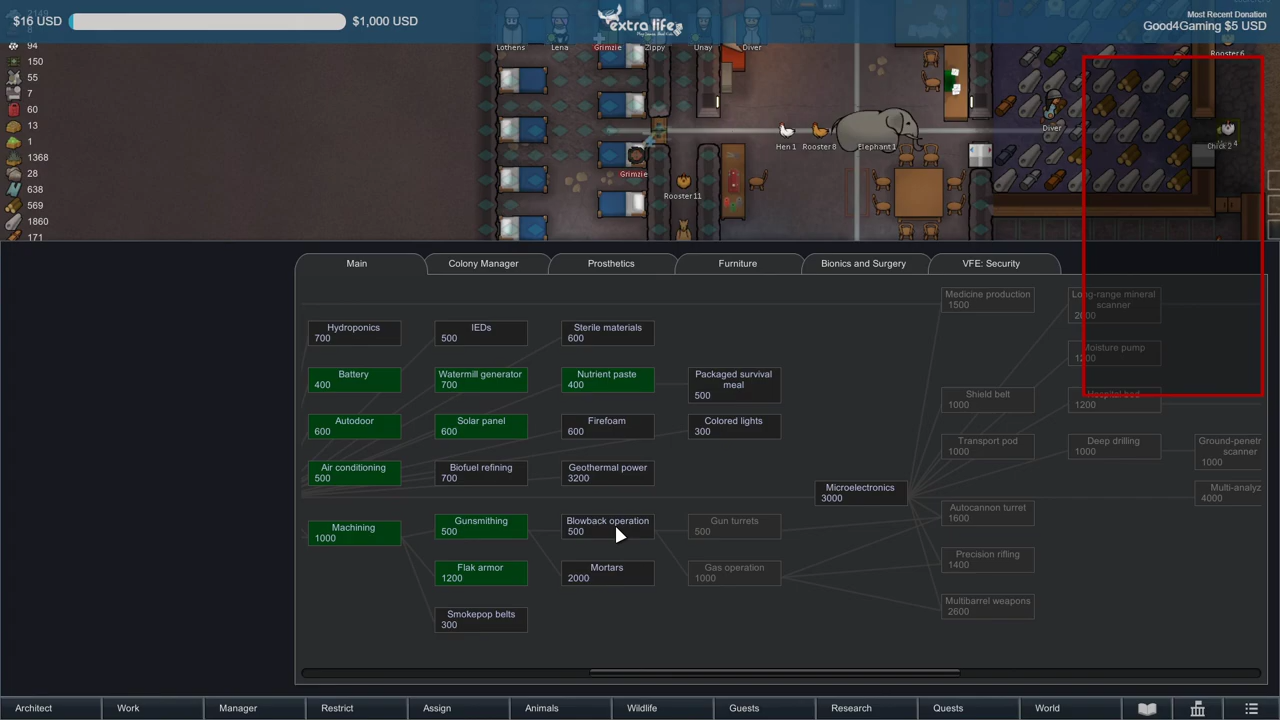 $16 USD
$1,000 USD
extra life
Most Recent Donation
Good4Gaming $5 USD
94
150
55
7
60
13
1
1368
28
638
569
1860
171
Lothens
Lena
Grimzie
Zippy
Unay
Diver
Rooster 6
Diver
Hen 1
Rooster 8
Elephant 1
Chick 2
Grimzie
Rooster 11
Main
Colony Manager
Prosthetics
Furniture
Bionics and Surgery
VFE: Security
Hydroponics
700
IEDs
500
Sterile materials
600
Medicine production
1500
Long-range mineral
scanner
2000
Moisture pump
1200
Battery
400
Watermill generator
700
Nutrient paste
400
Packaged survival
meal
500
Shield belt
1000
Hospital bed
1200
Autodoor
600
Solar panel
600
Firefoam
600
Colored lights
300
Transport pod
1000
Deep drilling
1000
Ground-penetr
scanner
1000
Air conditioning
500
Biofuel refining
700
Geothermal power
3200
Microelectronics
3000
Multi-analyz
4000
Machining
1000
Gunsmithing
500
Blowback operation
500
Gun turrets
500
Autocannon turret
1600
Flak armor
1200
Mortars
2000
Gas operation
1000
Precision rifling
1400
Smokepop belts
300
Multibarrel weapons
2600
Architect
Work
Manager
Restrict
Assign
Animals
Wildlife
Guests
Research
Quests
World